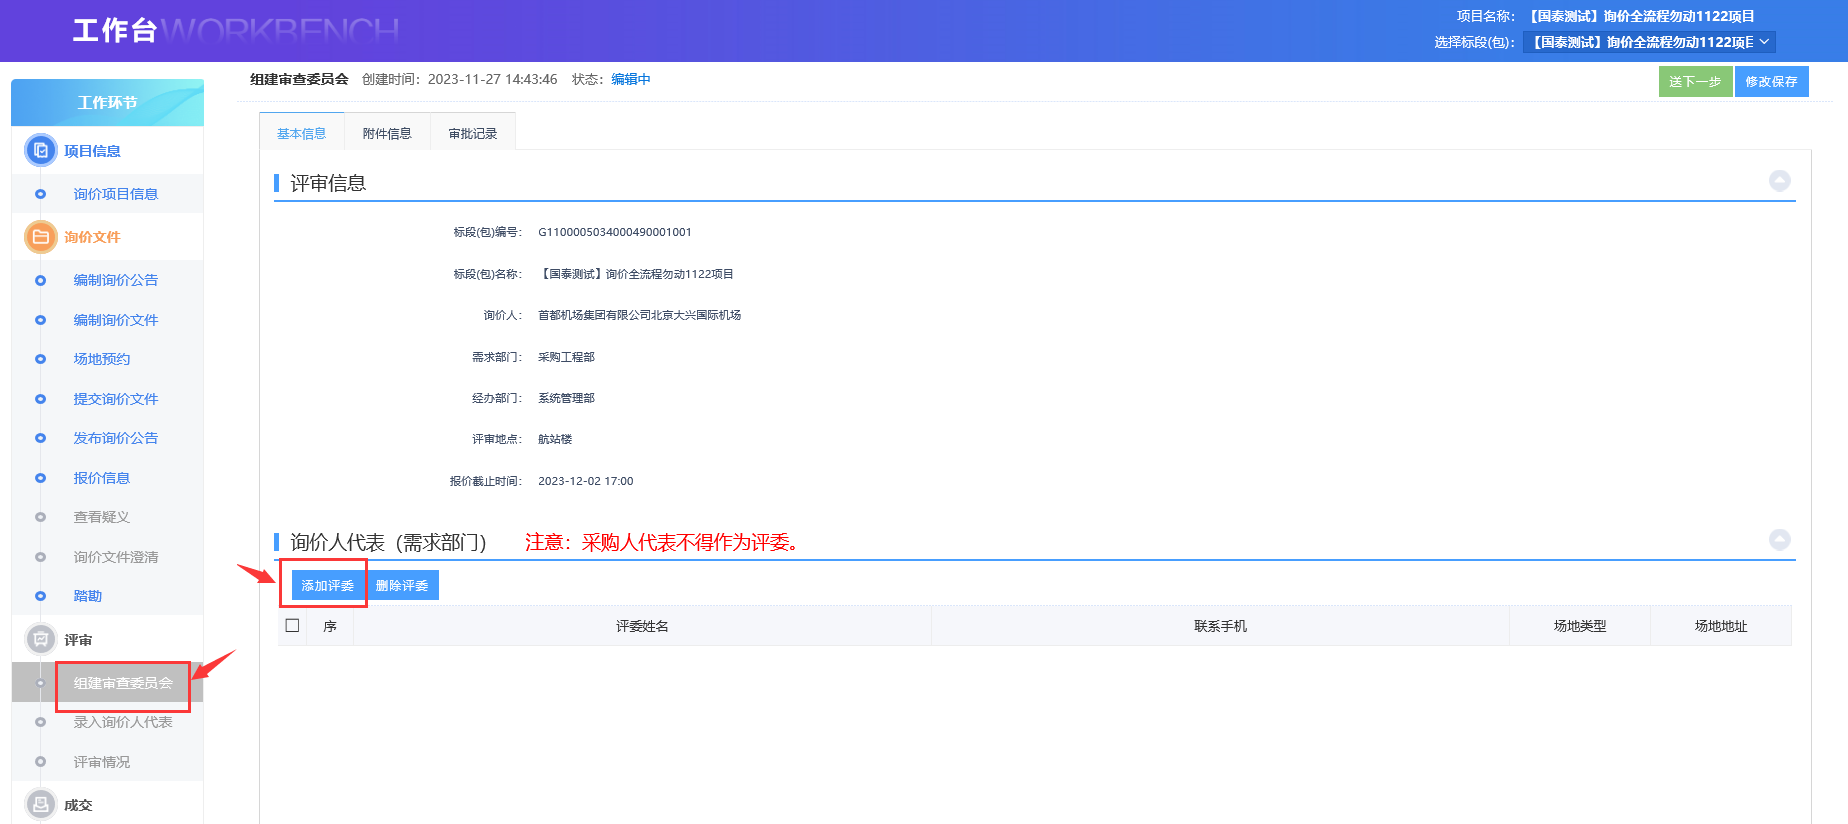 工作台WORKBENCH
项目名称： 【国泰测试】询价全流程勿动1122项目
选择标段(包)： 【国泰测试】询价全流程勿动1122项目
组建审查委员会 创建时间：2023-11-27 14:43:46 状态：编辑中
送下一步 修改保存
工作环节
项目信息
询价项目信息
询价文件
编制询价公告
编制询价文件
场地预约
提交询价文件
发布询价公告
报价信息
查看疑义
询价文件澄清
踏勘
评审
组建审查委员会
录入询价人代表
评审情况
成交
基本信息 附件信息 审批记录
评审信息
标段(包)编号： G1100005034000490001001
标段(包)名称： 【国泰测试】询价全流程勿动1122项目
询价人： 首都机场集团有限公司北京大兴国际机场
需求部门： 采购工程部
经办部门： 系统管理部
评审地点： 航站楼
报价截止时间： 2023-12-02 17:00
询价人代表（需求部门） 注意：采购人代表不得作为评委。
添加评委 删除评委
序 评委姓名 联系手机 场地类型 场地地址